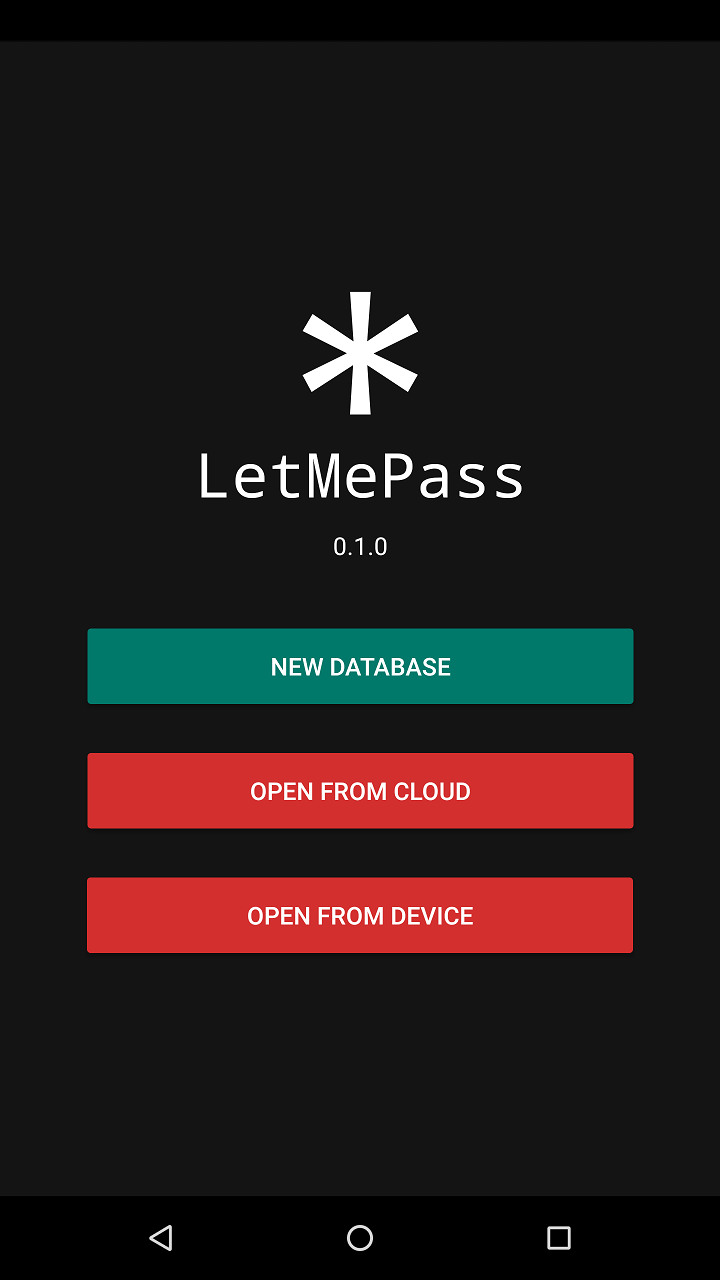 LetMePass
0.1.0
NEW DATABASE
OPEN FROM CLOUD
OPEN FROM DEVICE